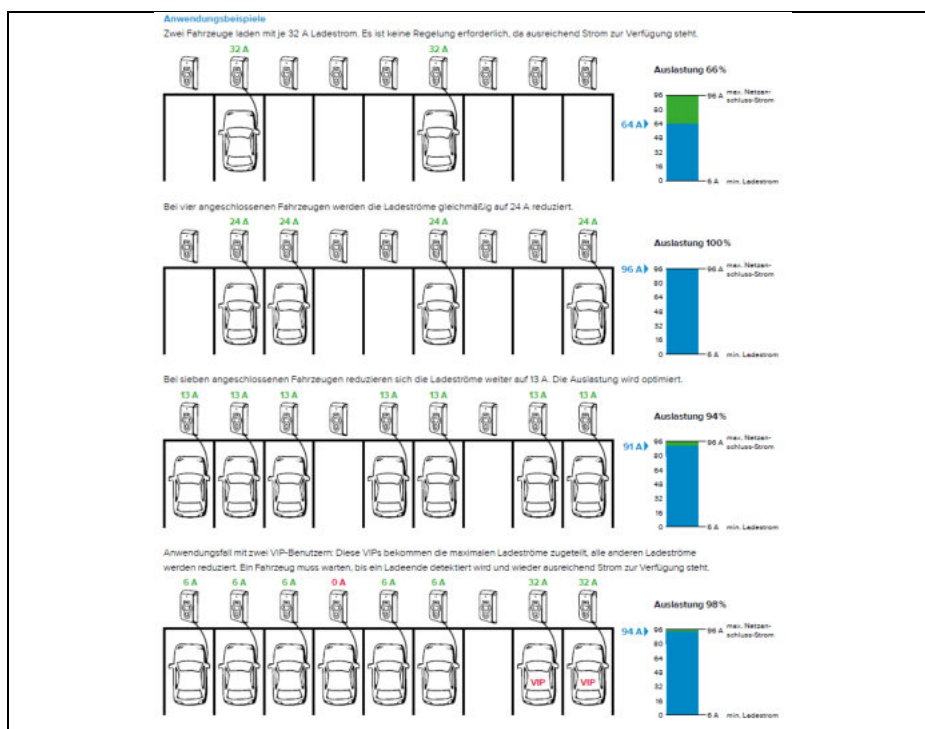 Anwendungsbeispiele
Zwei Fahrzeuge laden mit je 32 A Ladestrom. Es ist keine Regelung erforderlich, da ausreichend Strom zur Verfügung steht.
32 A 32 A
Auslastung 66%
96 96 A max. Netzan-
80 schluss-Strom
64 A 64
48
32
16
0 6 A min. Ladestrom
Bei vier angeschlossenen Fahrzeugen werden die Ladeströme gleichmäßig auf 24 A reduziert.
24 A 24 A 24 A 24 A
Auslastung 100%
96 A 96 96 A max. Netzan-
80 schluss-Strom
64
48
32
16
0 6 A min. Ladestrom
Bei sieben angeschlossenen Fahrzeugen reduzieren sich die Ladeströme weiter auf 13 A. Die Auslastung wird optimiert.
13 A 13 A 13 A 13 A 13 A 13 A 13 A
Auslastung 94%
96 96 A max. Netzan-
91 A 80 schluss-Strom
64
48
32
16
0 6 A min. Ladestrom
Anwendungsfall mit zwei VIP-Benutzern: Diese VIPs bekommen die maximalen Ladeströme zugeteilt, alle anderen Ladeströme
werden reduziert. Ein Fahrzeug muss warten, bis ein Ladeende detektiert wird und wieder ausreichend Strom zur Verfügung steht.
6 A 6 A 6 A 0 A 6 A 6 A 32 A 32 A
Auslastung 98%
94 A 96 96 A max. Netzan-
80 schluss-Strom
64
48
32
16
0 6 A min. Ladestrom
VIP VIP